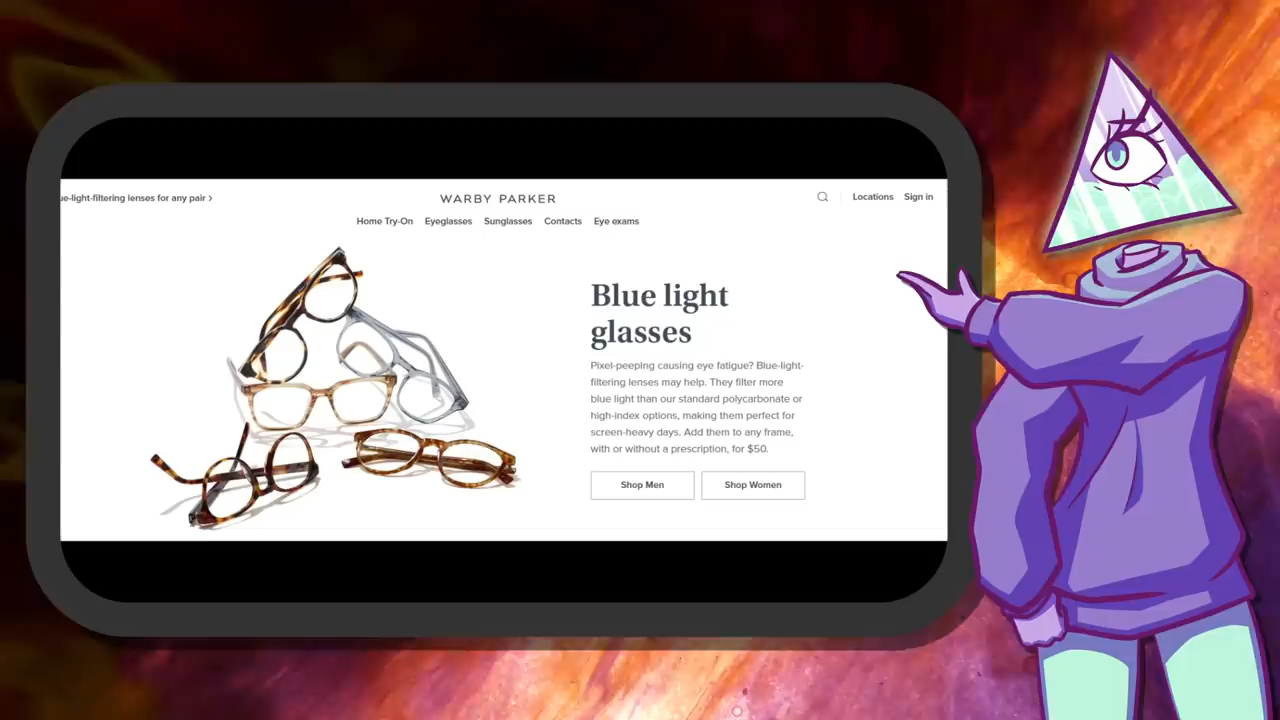 ue-light-filtering lenses for any pair >
WARBY PARKER
Locations Sign in
Home Try-On Eyeglasses Sunglasses Contacts Eye exams
Blue light
glasses
Pixel-peeping causing eye fatigue? Blue-light-
filtering lenses may help. They filter more
blue light than our standard polycarbonate or
high-index options, making them perfect for
screen-heavy days. Add them to any frame,
with or without a prescription, for $50.
Shop Men Shop Women